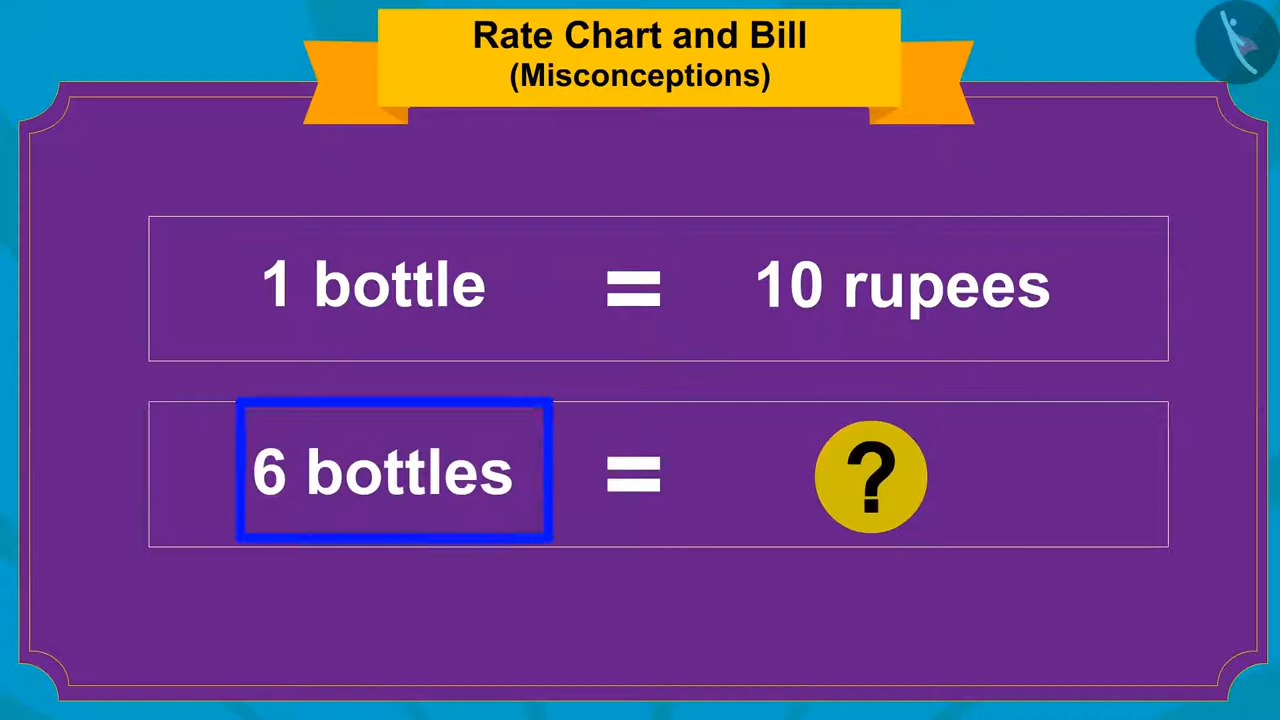 Rate Chart and Bill
(Misconceptions)
1 bottle = 10 rupees
6 bottles = ?